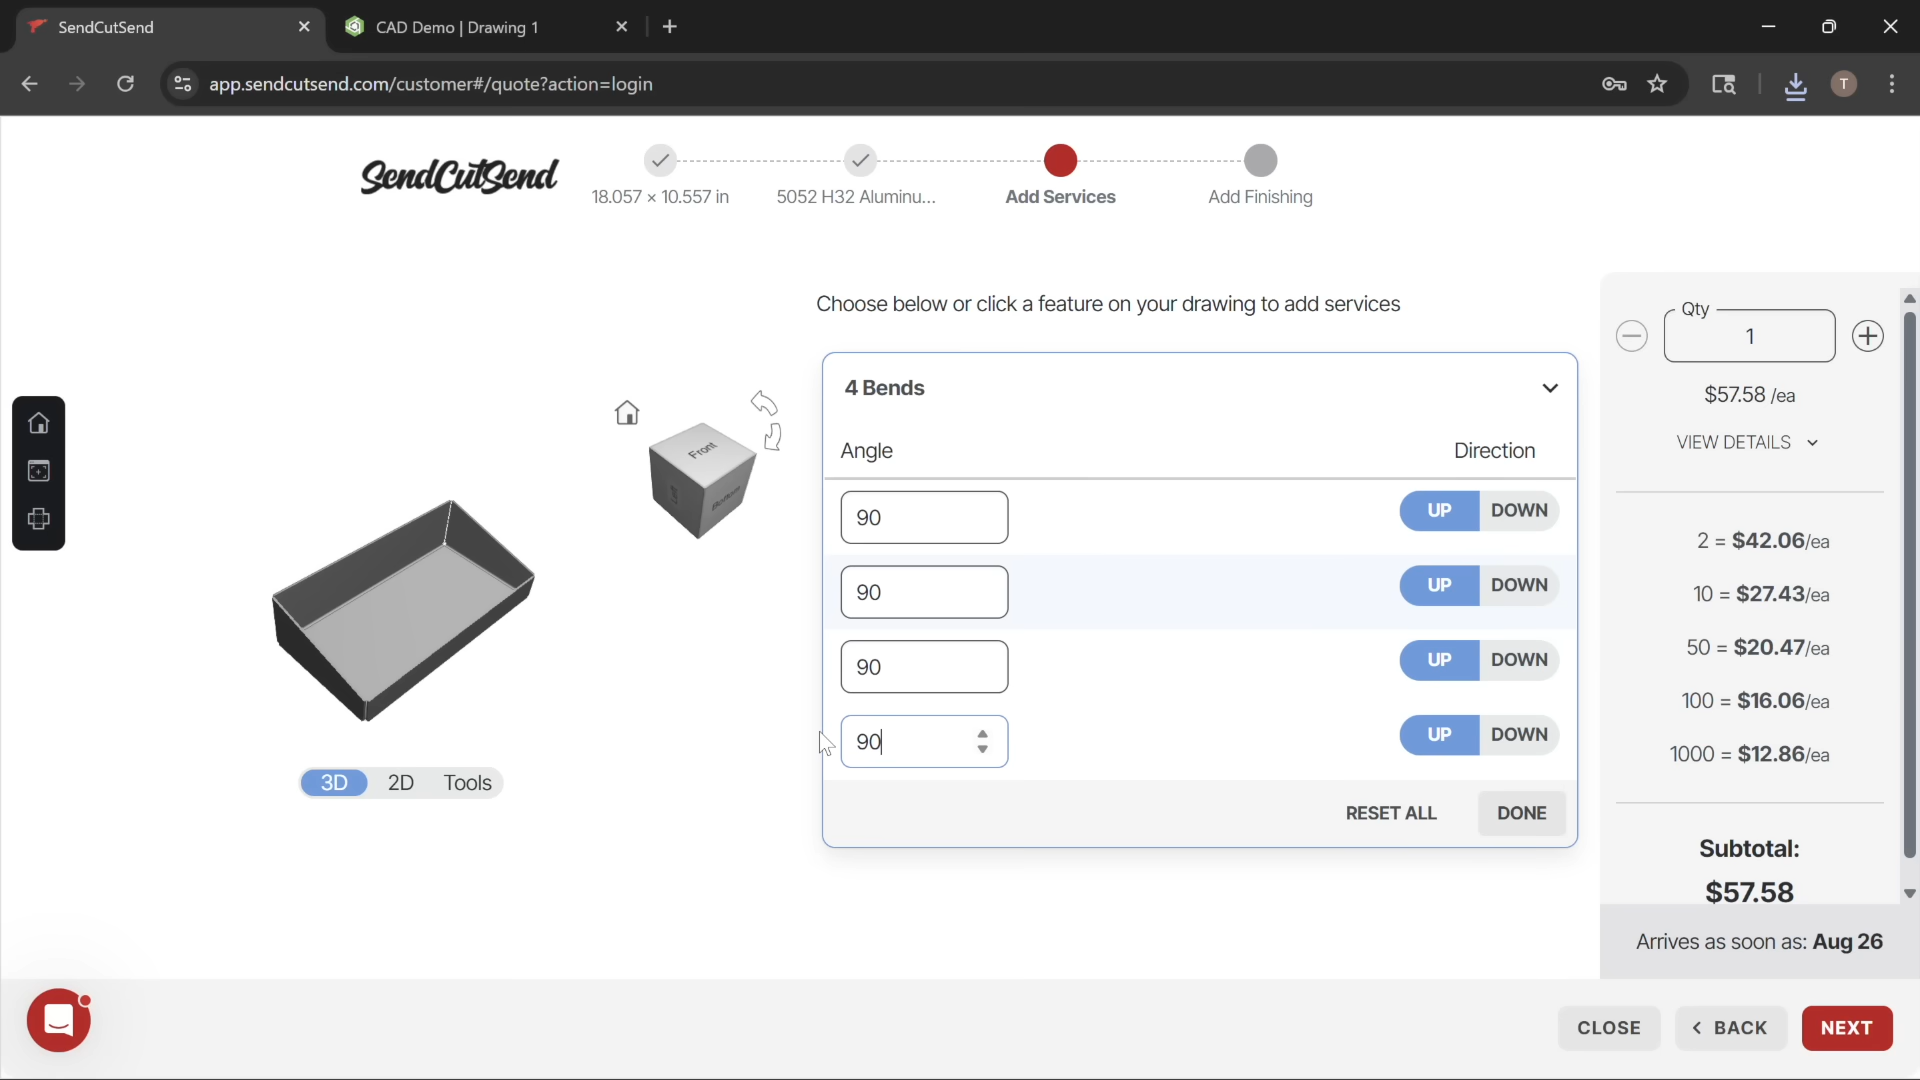 SendCutSend
CAD Demo | Drawing 1
app.sendcutsend.com/customer#/quote?action=login
T
SendCutSend
18.057 × 10.557 in
5052 H32 Aluminu...
Add Services
Add Finishing
Choose below or click a feature on your drawing to add services
4 Bends
Angle
Direction
90
UP
DOWN
90
UP
DOWN
90
UP
DOWN
90
UP
DOWN
RESET ALL
DONE
Front
Bottom
3D
2D
Tools
Qty
1
$57.58 /ea
VIEW DETAILS
2 = $42.06/ea
10 = $27.43/ea
50 = $20.47/ea
100 = $16.06/ea
1000 = $12.86/ea
Subtotal:
$57.58
Arrives as soon as: Aug 26
CLOSE
< BACK
NEXT